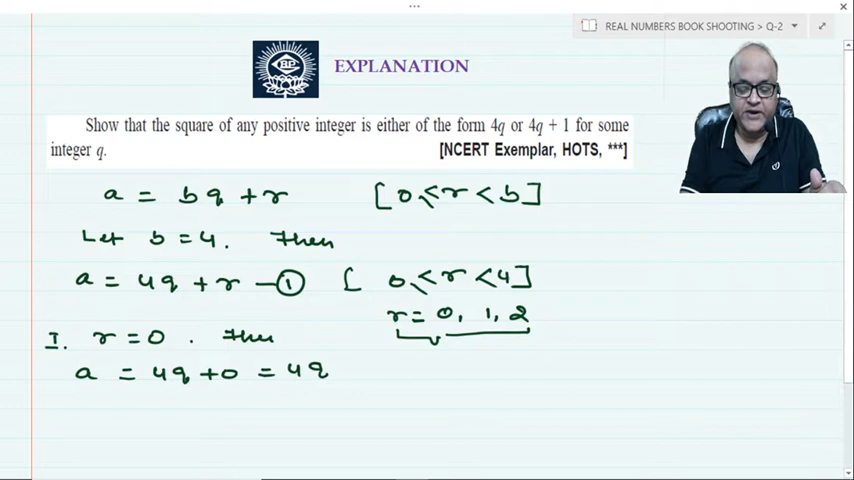 REAL NUMBERS BOOK SHOOTING > Q-2
EXPLANATION
Show that the square of any positive integer is either of the form 4q or 4q + 1 for some
integer q. [NCERT Exemplar, HOTS, ***]
a = bq + r [0 ≤ r < b]
Let b = 4. Then
a = 4q + r —① [0 ≤ r < 4]
r = 0, 1, 2
I. r = 0. Then
a = 4q + 0 = 4q